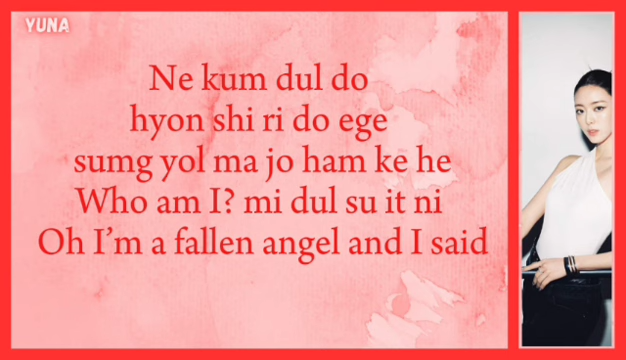 YUNA
Ne kum dul do
hyon shi ri do ege
sumg yol ma jo ham ke he
Who am I? mi dul su it ni
Oh I'm a fallen angel and I said